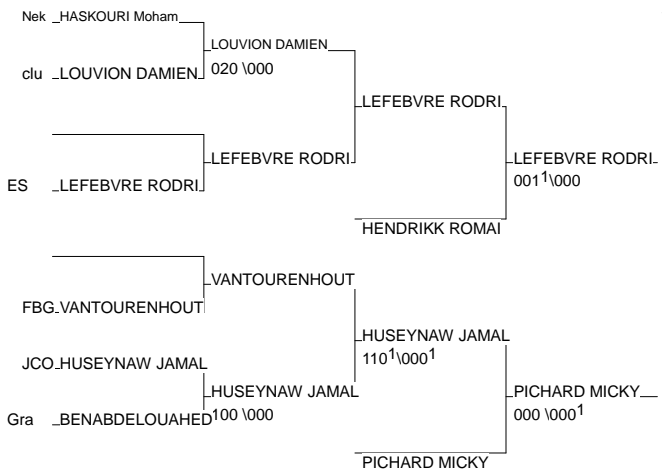 Nek HASKOURI Moham
LOUVION DAMIEN
clu LOUVION DAMIEN
020 \000
LEFEBVRE RODRI
LEFEBVRE RODRI
LEFEBVRE RODRI
ES LEFEBVRE RODRI
001¹\000
HENDRIKK ROMAI
VANTOURENHOUT
FBG VANTOURENHOUT
HUSEYNAW JAMAL
110¹\000¹
JCO HUSEYNAW JAMAL
HUSEYNAW JAMAL
PICHARD MICKY
Gra BENABDELOUAHED
100 \000
000 \000¹
PICHARD MICKY